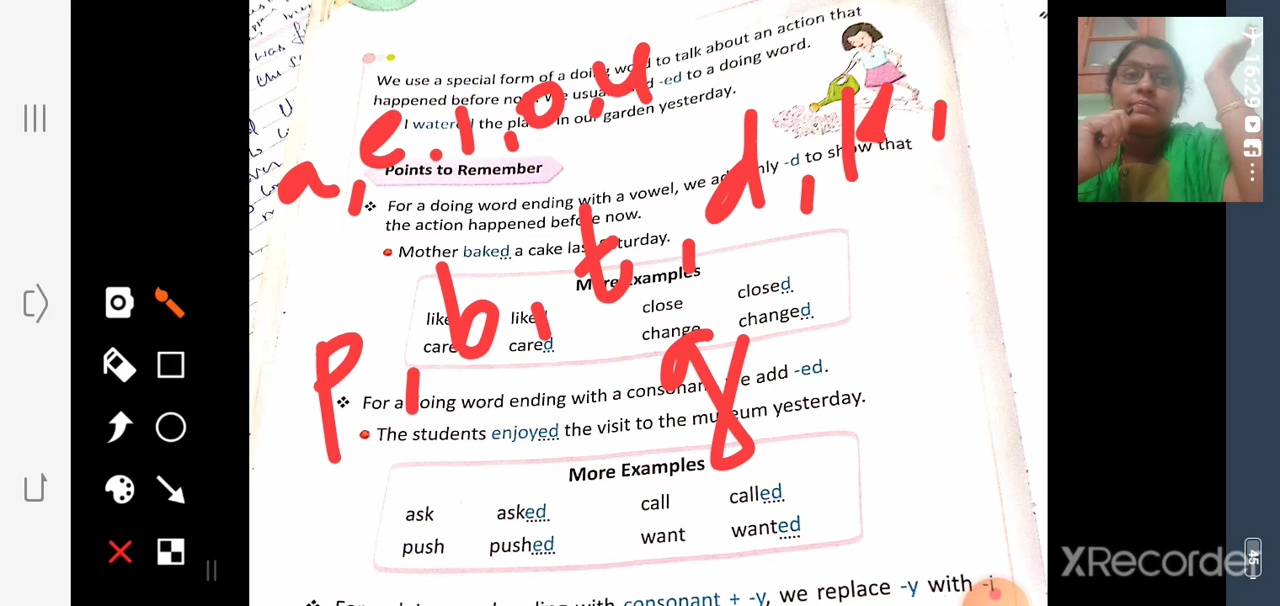 We use a special form of a doing word to talk about an action that
happened before now. We usually add -ed to a doing word.
I watered the plants in our garden yesterday.
a, e. i, o, u
Points to Remember
For a doing word ending with a vowel, we add only -d to show that
the action happened before now.
Mother baked a cake last Saturday.
p, b, t, d, k,
g
More Examples
like liked close closed
care cared change changed
For a doing word ending with a consonant, we add -ed.
The students enjoyed the visit to the museum yesterday.
More Examples
ask asked call called
push pushed want wanted
consonant + -y, we replace -y with -i
16:29
45
XRecorder